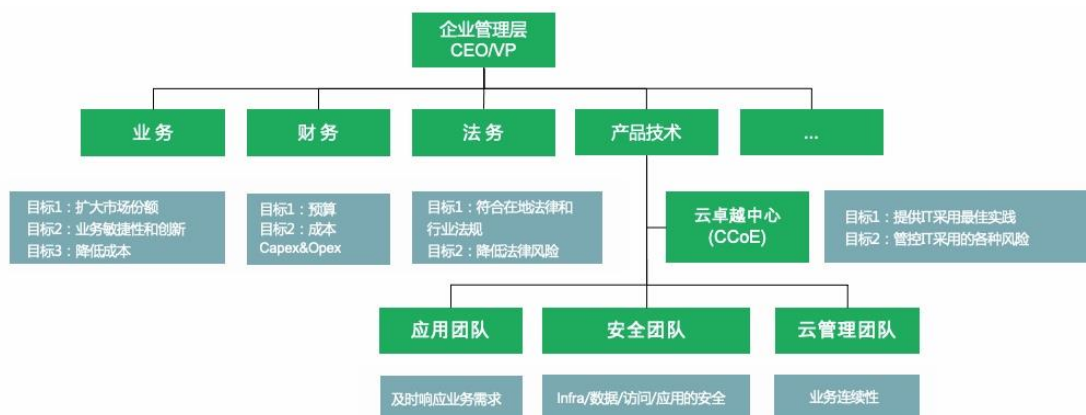 企业管理层
CEO/VP
业 务
财 务
法 务
产品技术
...
目标1：扩大市场份额
目标2：业务敏捷性和创新
目标3：降低成本
目标1：预算
目标2：成本
Capex&Opex
目标1：符合在地法律和
行业法规
目标2：降低法律风险
云卓越中心
(CCoE)
目标1：提供IT采用最佳实践
目标2：管控IT采用的各种风险
应用团队
安全团队
云管理团队
及时响应业务需求
Infra/数据/访问/应用的安全
业务连续性